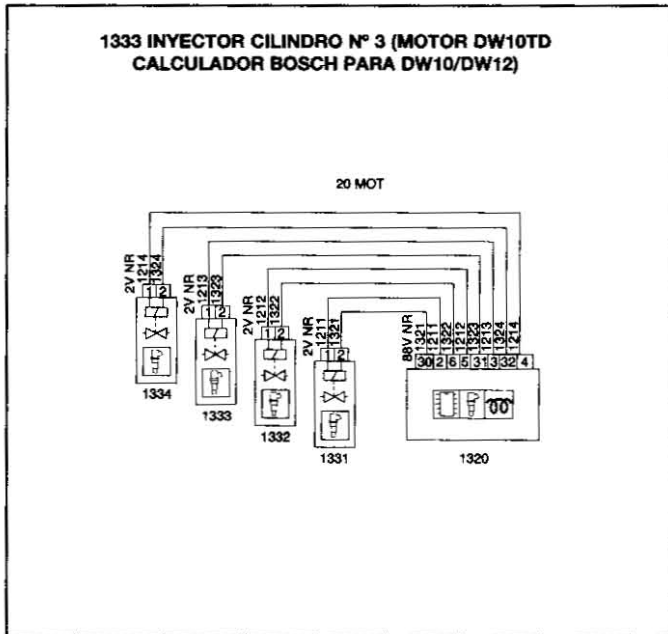 1333 INYECTOR CILINDRO Nº 3 (MOTOR DW10TD
CALCULADOR BOSCH PARA DW10/DW12)
20 MOT
2V NR
1214
1324
1 2
1334
2V NR
1213
1323
1 2
1333
2V NR
1212
1322
1 2
1332
2V NR
1211
1321
1 2
1331
88V NR
1321
1211
1322
1212
1323
1213
1324
1214
30 2 6 5 31 3 32 4
1320